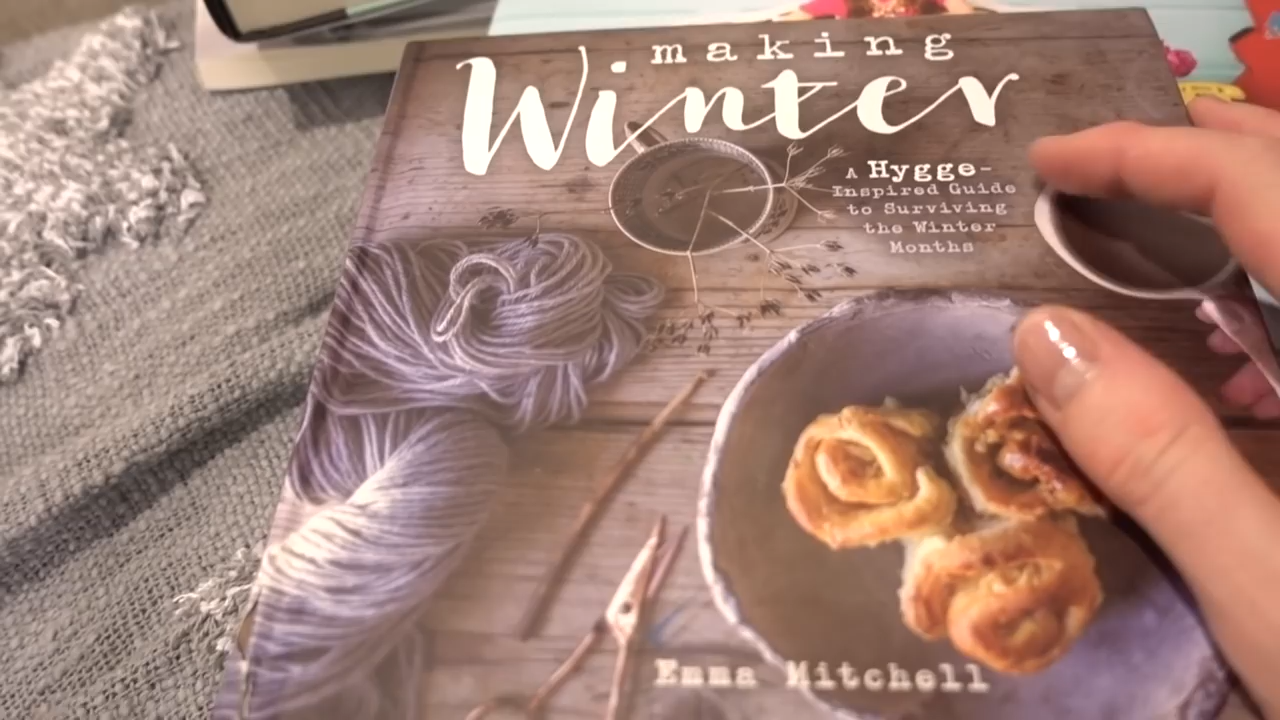 making
Winter
A Hygge-
Inspired Guide
to Surviving
the Winter
Months
Emma Mitchell